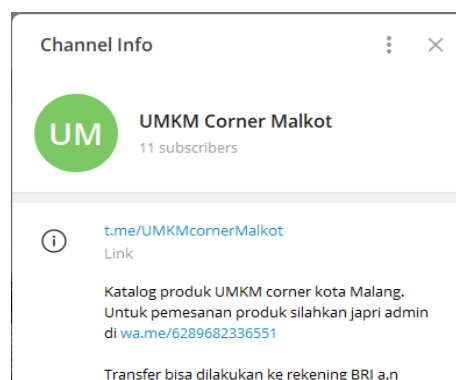 Channel Info
UM
UMKM Corner Malkot
11 subscribers
t.me/UMKMcornerMalkot
Link
Katalog produk UMKM corner kota Malang.
Untuk pemesanan produk silahkan japri admin
di wa.me/6289682336551
Transfer bisa dilakukan ke rekening BRI a.n